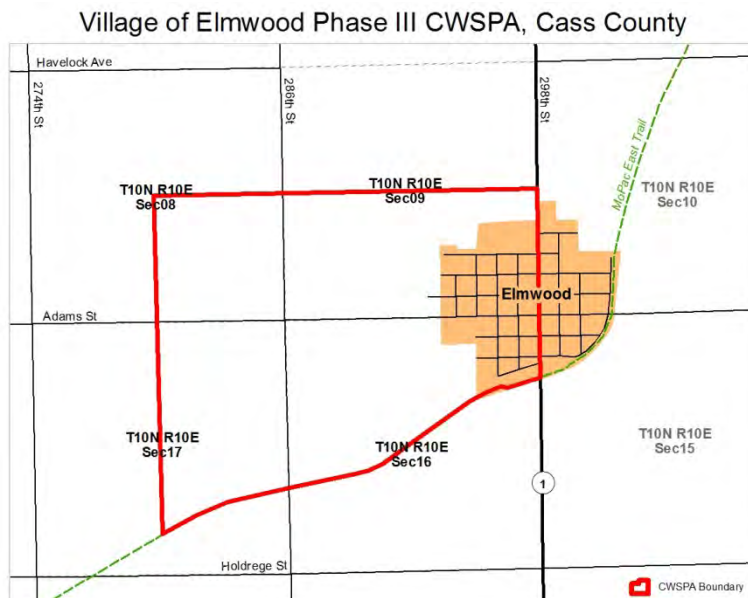 Village of Elmwood Phase III CWSPA, Cass County
Havelock Ave
274th St
286th St
298th St
MoPac East Trail
T10N R10E
Sec08
T10N R10E
Sec09
T10N R10E
Sec10
Elmwood
Adams St
T10N R10E
Sec17
T10N R10E
Sec16
T10N R10E
Sec15
1
Holdrege St
CWSPA Boundary